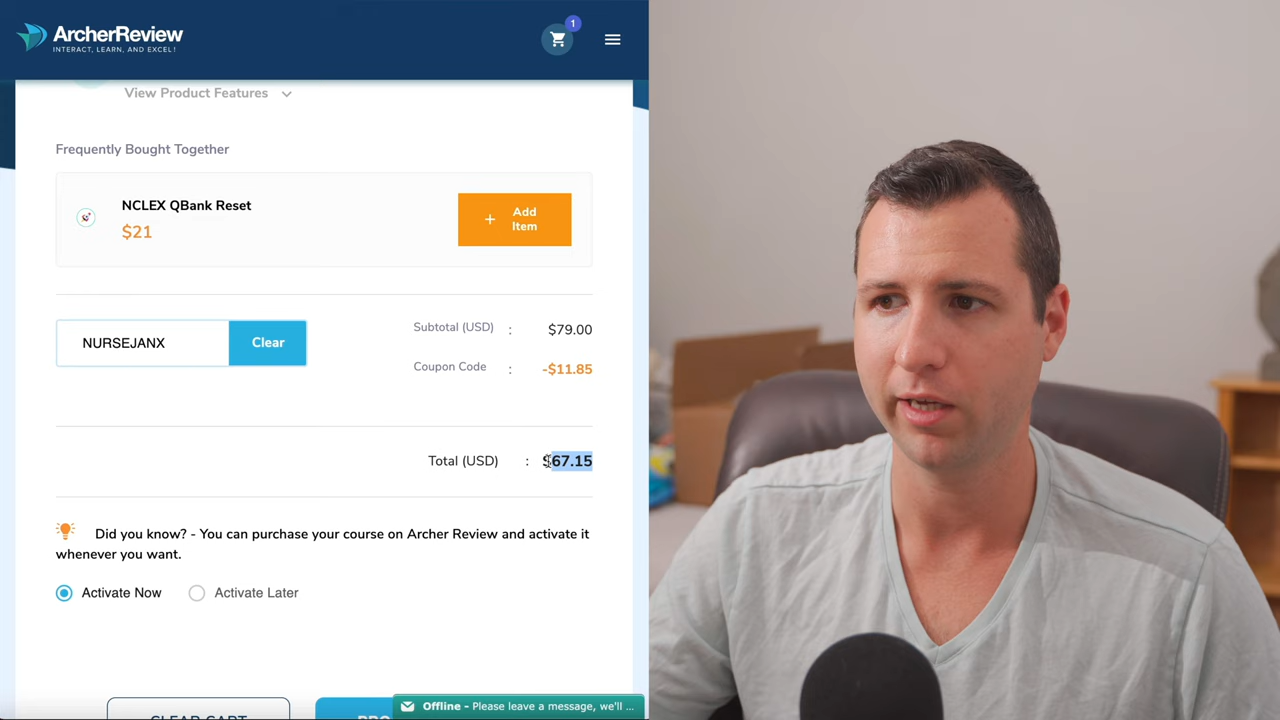 ArcherReview
INTERACT, LEARN, AND EXCEL!
1
View Product Features
Frequently Bought Together
NCLEX QBank Reset
$21
+ Add
Item
NURSEJANX
Clear
Subtotal (USD) : $79.00
Coupon Code : -$11.85
Total (USD) : $67.15
Did you know? - You can purchase your course on Archer Review and activate it
whenever you want.
Activate Now
Activate Later
CLEAR CART
Offline - Please leave a message, we'll ...